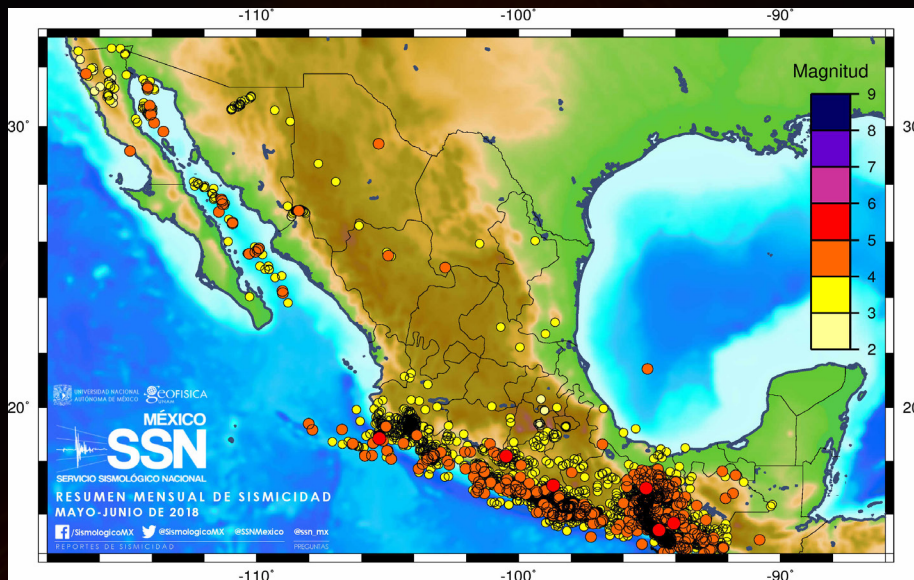 -110°
-100°
-90°
Magnitud
9
8
7
6
5
4
3
2
30°
30°
20°
20°
UNIVERSIDAD NACIONAL
AUTÓNOMA DE MÉXICO
geoFISICA
MÉXICO
SSN
SERVICIO SISMOLÓGICO NACIONAL
RESUMEN MENSUAL DE SISMICIDAD
MAYO-JUNIO DE 2018
/SismologicoMX @SismologicoMX @SSNMexico @ssn_mx
REPORTES DE SISMICIDAD PREGUNTAS
-110°
-100°
-90°